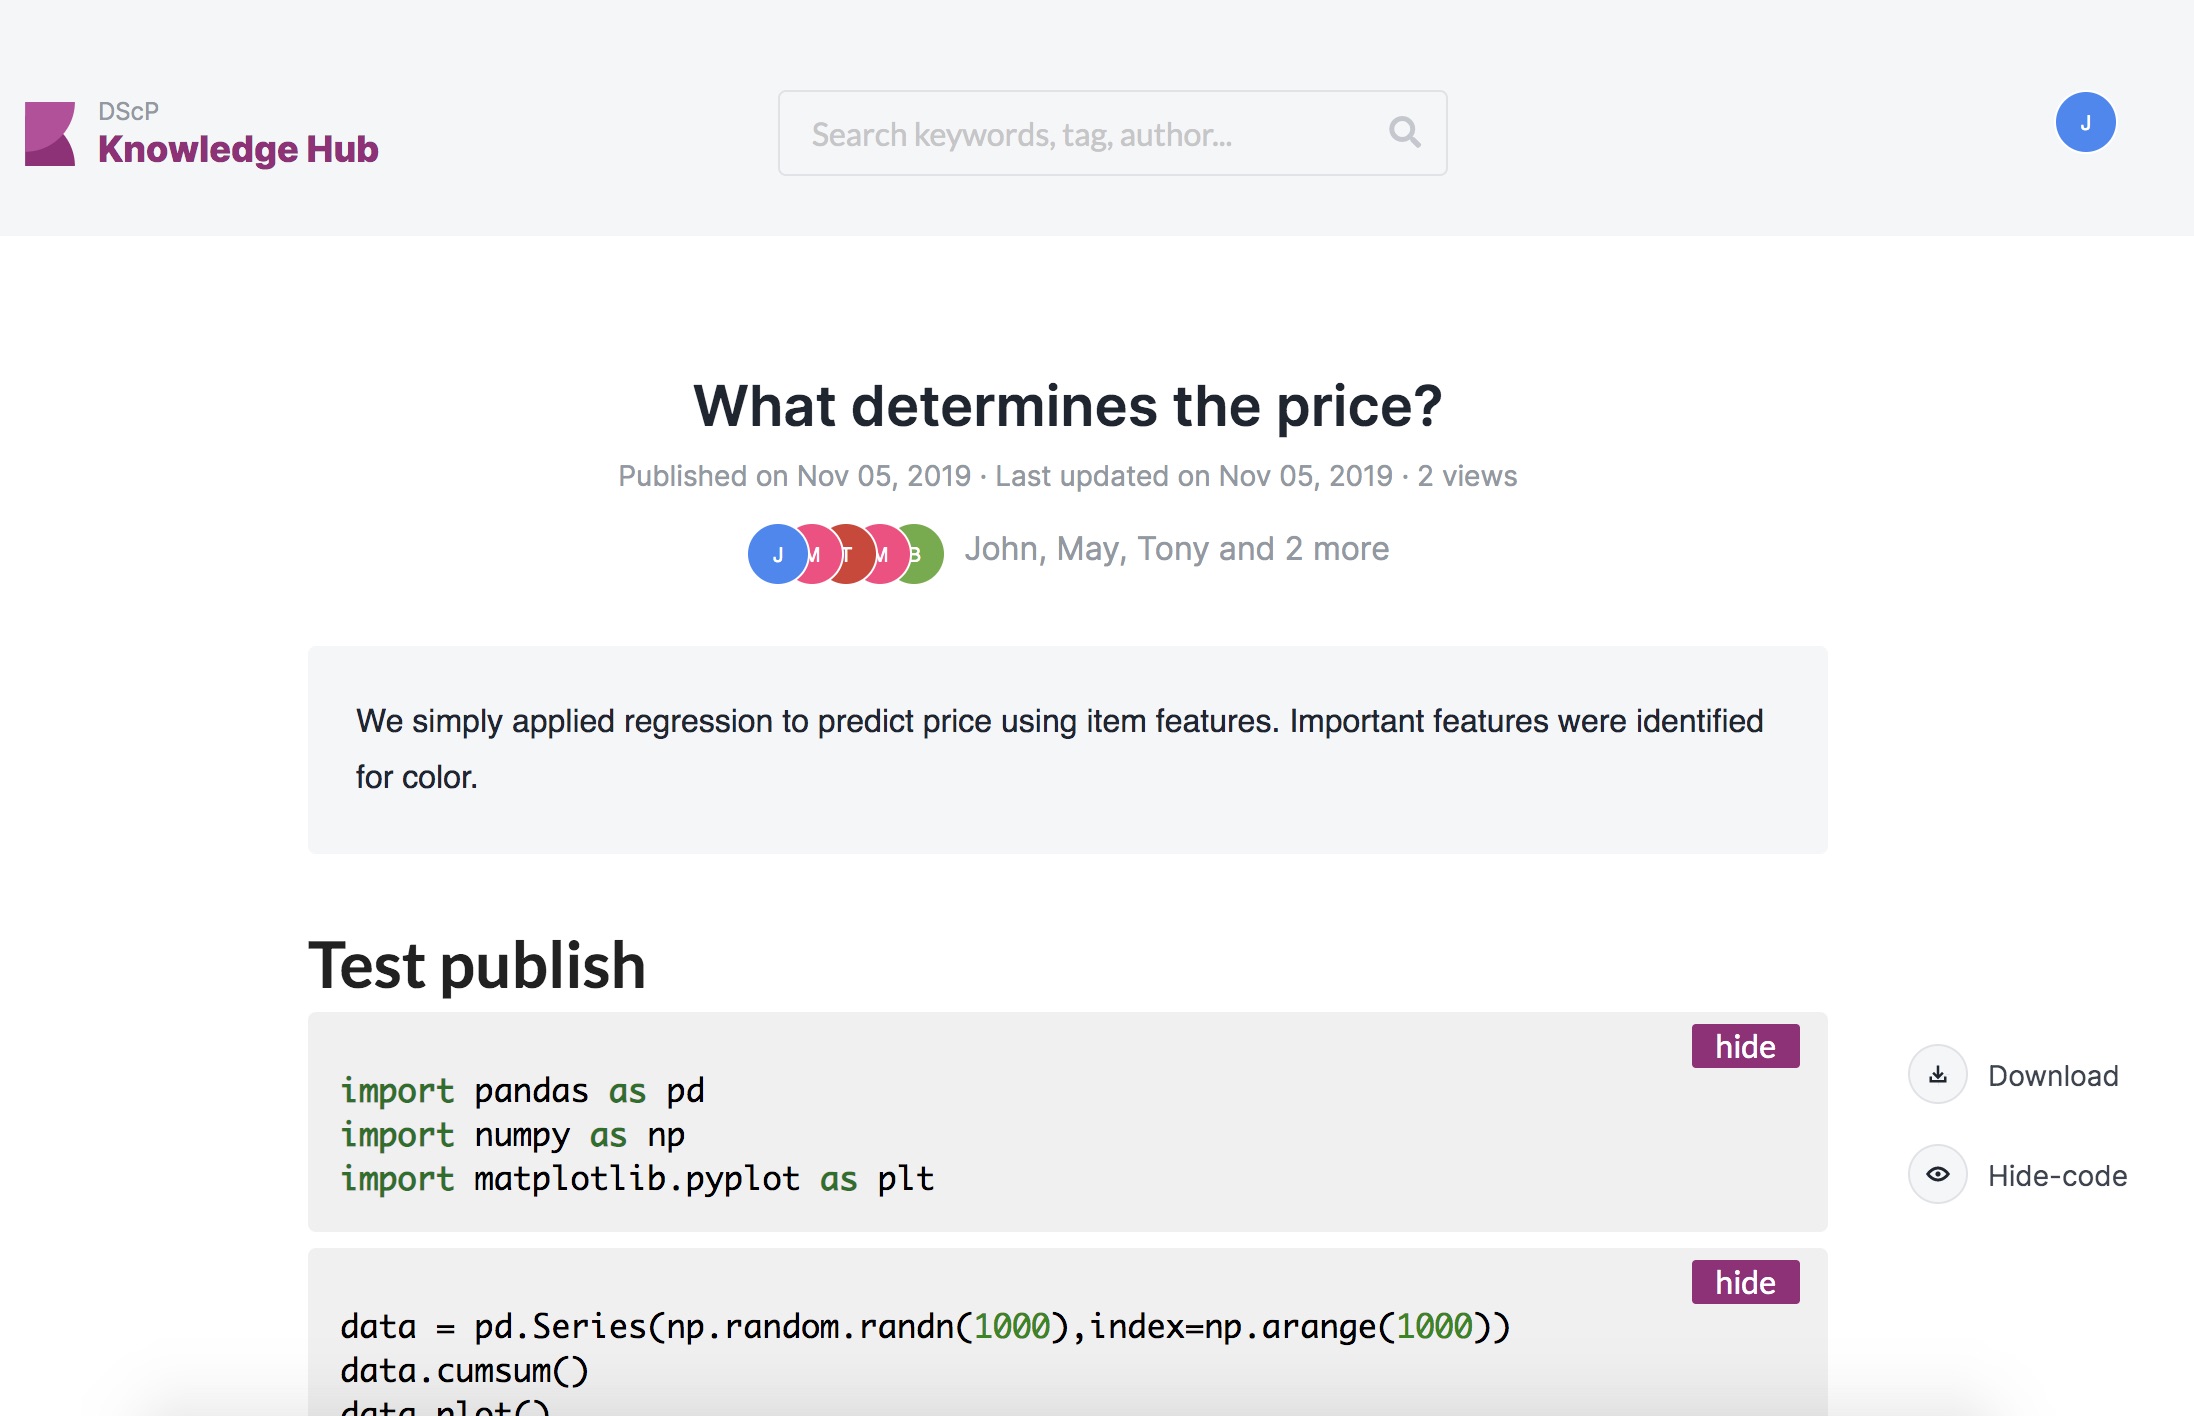 DScP
Knowledge Hub
Search keywords, tag, author...
J
What determines the price?
Published on Nov 05, 2019 · Last updated on Nov 05, 2019 · 2 views
J M T M B John, May, Tony and 2 more
We simply applied regression to predict price using item features. Important features were identified
for color.
Test publish
hide
import pandas as pd
import numpy as np
import matplotlib.pyplot as plt
Download
Hide-code
hide
data = pd.Series(np.random.randn(1000),index=np.arange(1000))
data.cumsum()
data.plot()